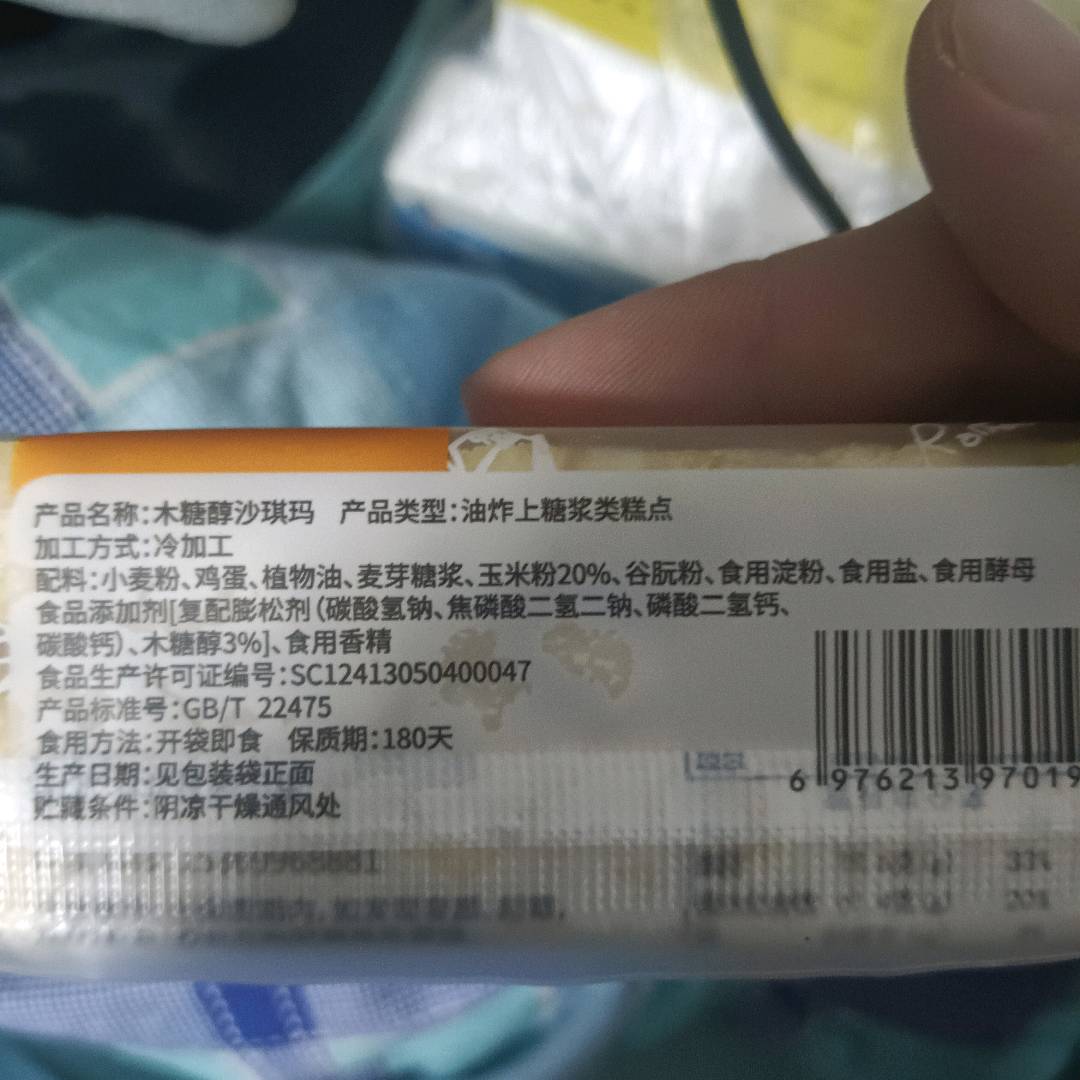 产品名称:木糖醇沙琪玛 产品类型:油炸上糖浆类糕点
加工方式:冷加工
配料:小麦粉、鸡蛋、植物油、麦芽糖浆、玉米粉20%、谷朊粉、食用淀粉、食用盐、食用酵母
食品添加剂[复配膨松剂(碳酸氢钠、焦磷酸二氢二钠、磷酸二氢钙、
碳酸钙)、木糖醇3%]、食用香精
食品生产许可证编号:SC12413050400047
产品标准号:GB/T 22475
食用方法:开袋即食 保质期:180天
生产日期:见包装袋正面
贮藏条件:阴凉干燥通风处
6 976213 97019